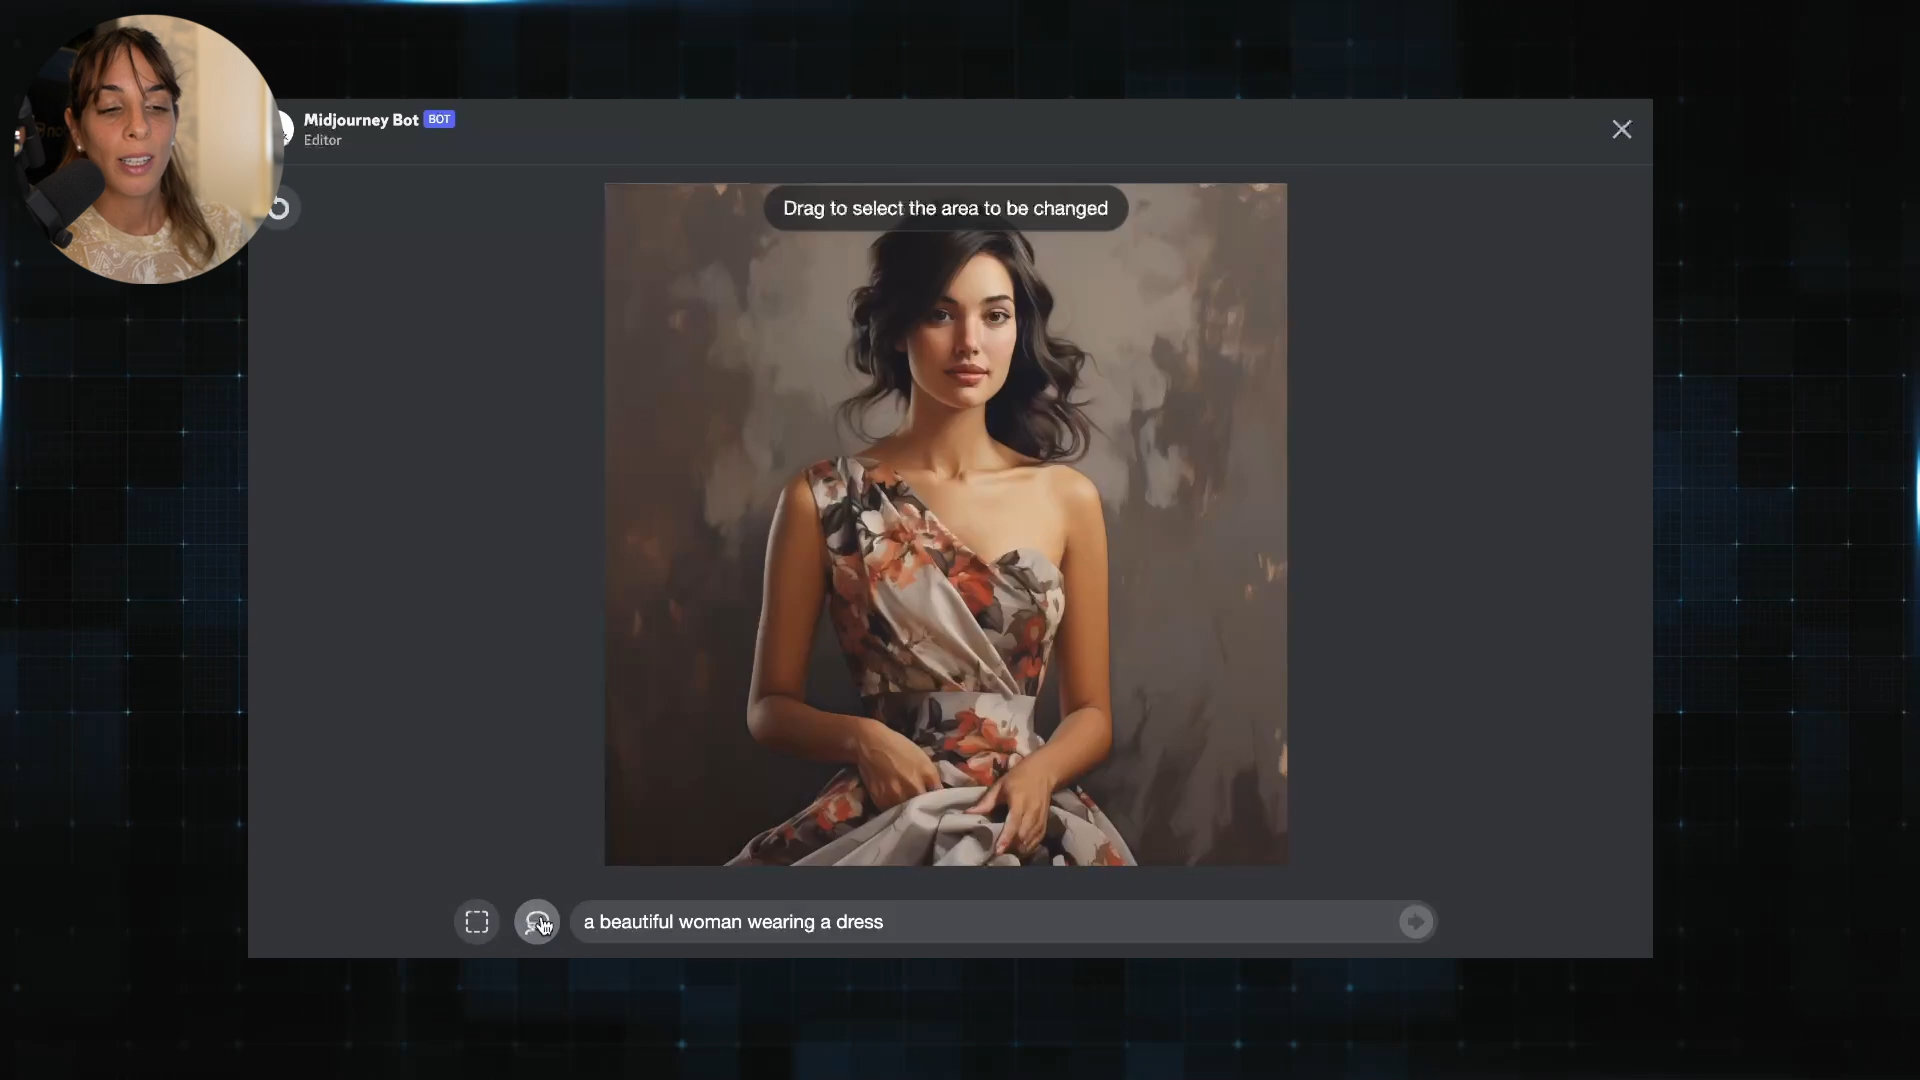 Midjourney Bot BOT
Editor
Drag to select the area to be changed
a beautiful woman wearing a dress